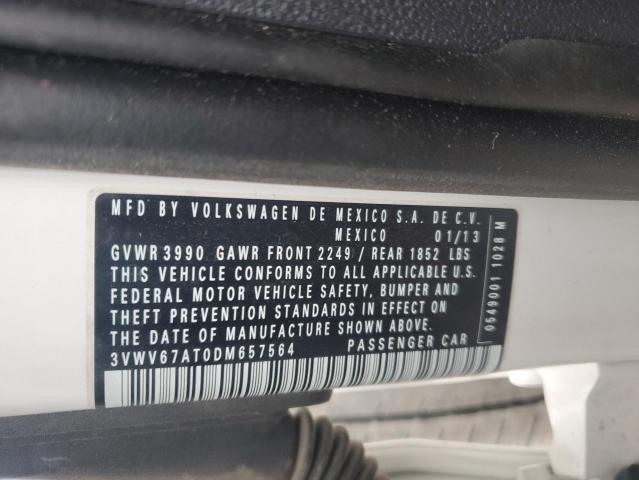 MFD BY VOLKSWAGEN DE MEXICO S.A. DE C.V.
MEXICO 01/13
GVWR 3990 GAWR FRONT 2249 / REAR 1852 LBS
THIS VEHICLE CONFORMS TO ALL APPLICABLE U.S.
FEDERAL MOTOR VEHICLE SAFETY, BUMPER AND
THEFT PREVENTION STANDARDS IN EFFECT ON
THE DATE OF MANUFACTURE SHOWN ABOVE.
3VWV67AT0DM657564 PASSENGER CAR
0549001 1028 M